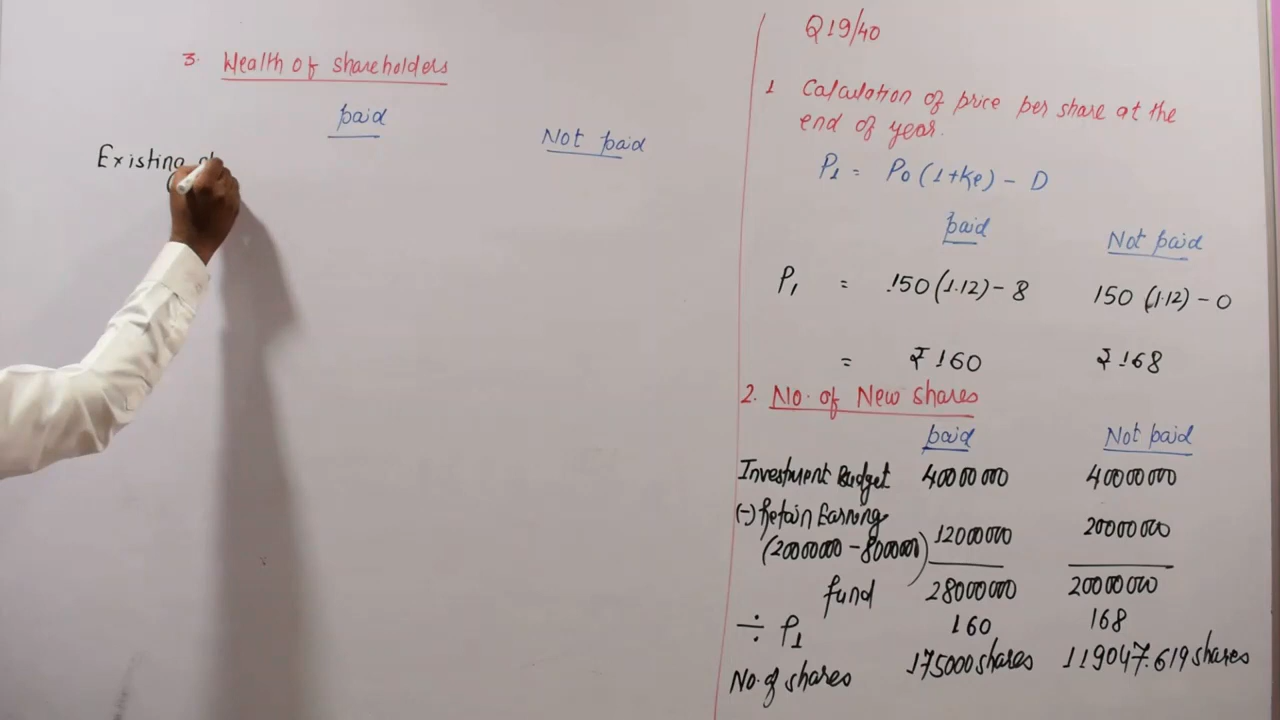 3. Wealth of shareholders
paid
Not paid
Existing
Q19/40
1 Calculation of price per share at the
end of year.
P1 = P0 (1+Ke) - D
paid
Not paid
P1 = 150 (1.12) - 8 150 (1.12) - 0
= ₹160 ₹168
2. No. of New shares
paid Not paid
Investment Budget 40000000 40000000
(-) Retain Earning
(20000000 - 8000000) 12000000 20000000
fund 28000000 20000000
÷ P1 160 168
No. of shares 175000 shares 119047.619 shares